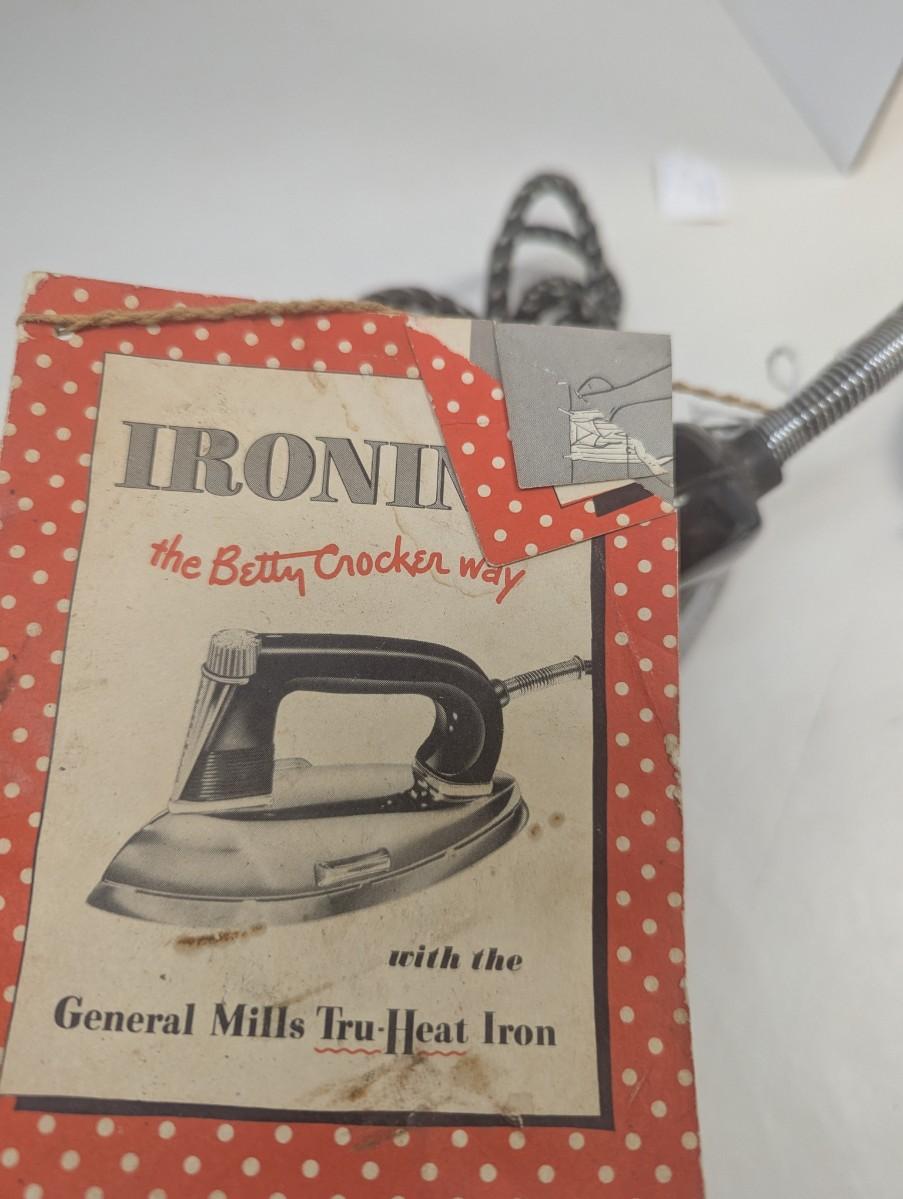 IRONIN
the Betty Crocker way
with the
General Mills Tru-Heat Iron